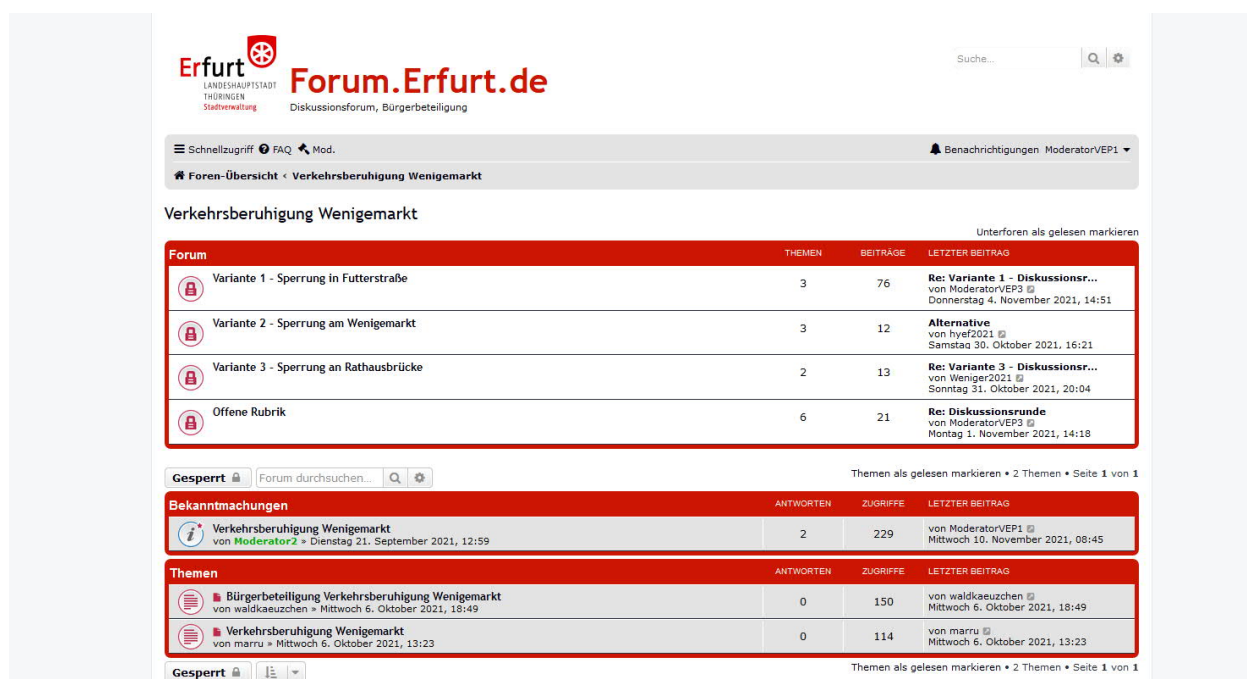 Erfurt
LANDESHAUPTSTADT
THÜRINGEN
Stadtverwaltung
Forum.Erfurt.de
Diskussionsforum, Bürgerbeteiligung
Suche...
Schnellzugriff FAQ Mod.
Benachrichtigungen ModeratorVEP1
Foren-Übersicht ‹ Verkehrsberuhigung Wenigemarkt
Verkehrsberuhigung Wenigemarkt
Unterforen als gelesen markieren
Forum THEMEN BEITRÄGE LETZTER BEITRAG
Variante 1 - Sperrung in Futterstraße 3 76 Re: Variante 1 - Diskussionsr...
von ModeratorVEP3
Donnerstag 4. November 2021, 14:51
Variante 2 - Sperrung am Wenigemarkt 3 12 Alternative
von hyef2021
Samstag 30. Oktober 2021, 16:21
Variante 3 - Sperrung an Rathausbrücke 2 13 Re: Variante 3 - Diskussionsr...
von Weniger2021
Sonntag 31. Oktober 2021, 20:04
Offene Rubrik 6 21 Re: Diskussionsrunde
von ModeratorVEP3
Montag 1. November 2021, 14:18
Gesperrt Forum durchsuchen... Themen als gelesen markieren • 2 Themen • Seite 1 von 1
Bekanntmachungen ANTWORTEN ZUGRIFFE LETZTER BEITRAG
Verkehrsberuhigung Wenigemarkt 2 229 von ModeratorVEP1
von Moderator2 » Dienstag 21. September 2021, 12:59 Mittwoch 10. November 2021, 08:45
Themen ANTWORTEN ZUGRIFFE LETZTER BEITRAG
Bürgerbeteiligung Verkehrsberuhigung Wenigemarkt 0 150 von waldkaeuzchen
von waldkaeuzchen » Mittwoch 6. Oktober 2021, 18:49 Mittwoch 6. Oktober 2021, 18:49
Verkehrsberuhigung Wenigemarkt 0 114 von marru
von marru » Mittwoch 6. Oktober 2021, 13:23 Mittwoch 6. Oktober 2021, 13:23
Gesperrt Themen als gelesen markieren • 2 Themen • Seite 1 von 1